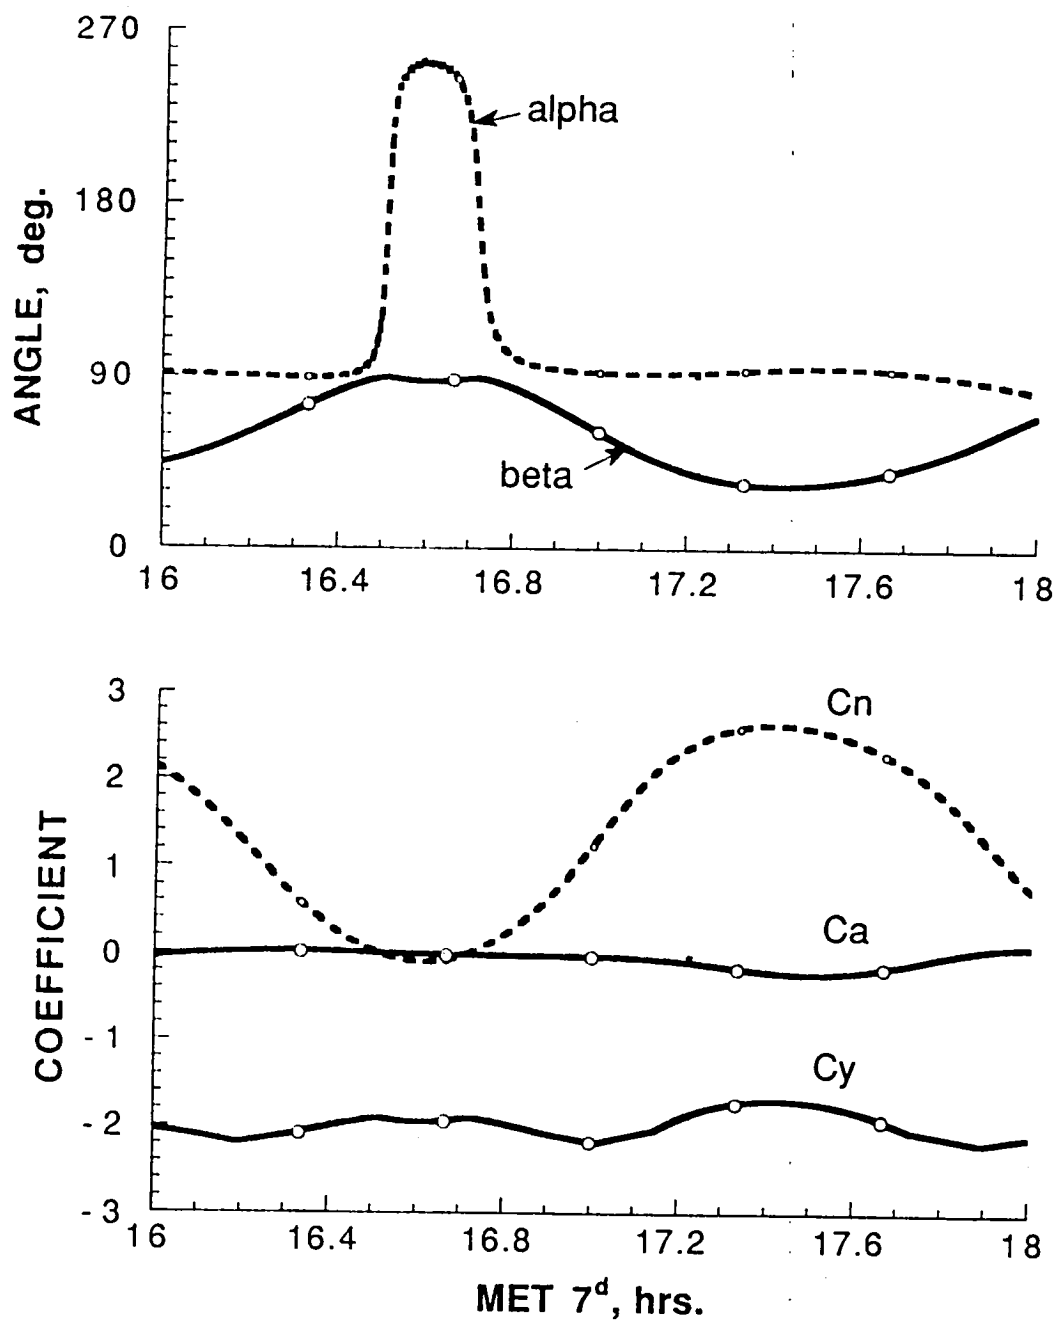 270
alpha
180
ANGLE, deg.
90
beta
0
16 16.4 16.8 17.2 17.6 18
3
Cn
2
1
Ca
0
COEFFICIENT
-1
Cy
-2
-3
16 16.4 16.8 17.2 17.6 18
MET 7d, hrs.